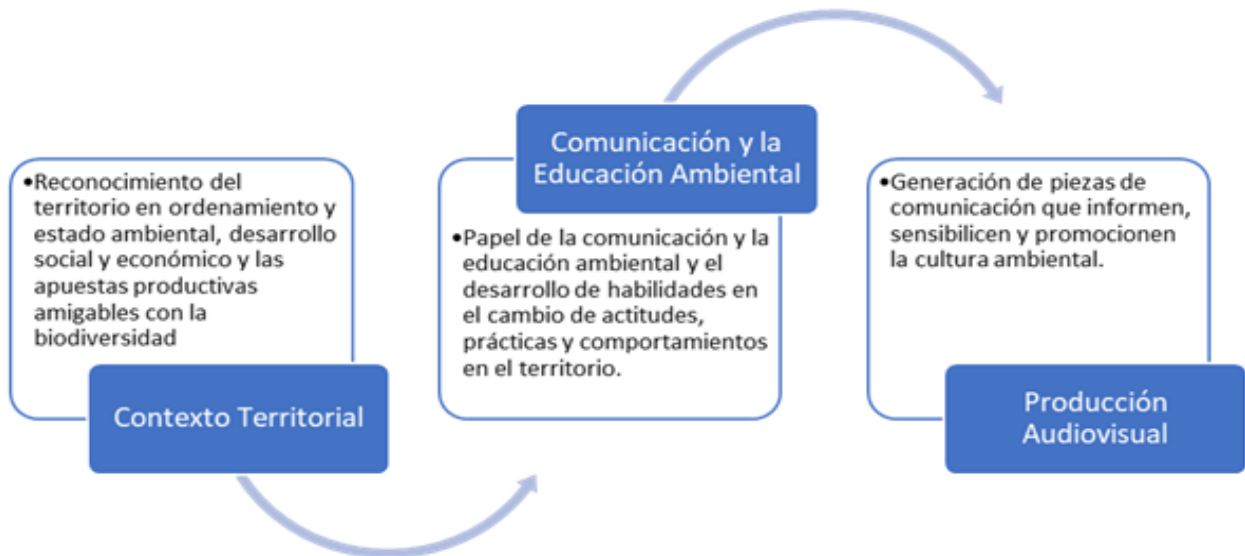 •Reconocimiento del
territorio en ordenamiento y
estado ambiental, desarrollo
social y económico y las
apuestas productivas
amigables con la
biodiversidad
Contexto Territorial
Comunicación y la
Educación Ambiental
•Papel de la comunicación y la
educación ambiental y el
desarrollo de habilidades en
el cambio de actitudes,
prácticas y comportamientos
en el territorio.
•Generación de piezas de
comunicación que informen,
sensibilicen y promocionen
la cultura ambiental.
Producción
Audiovisual